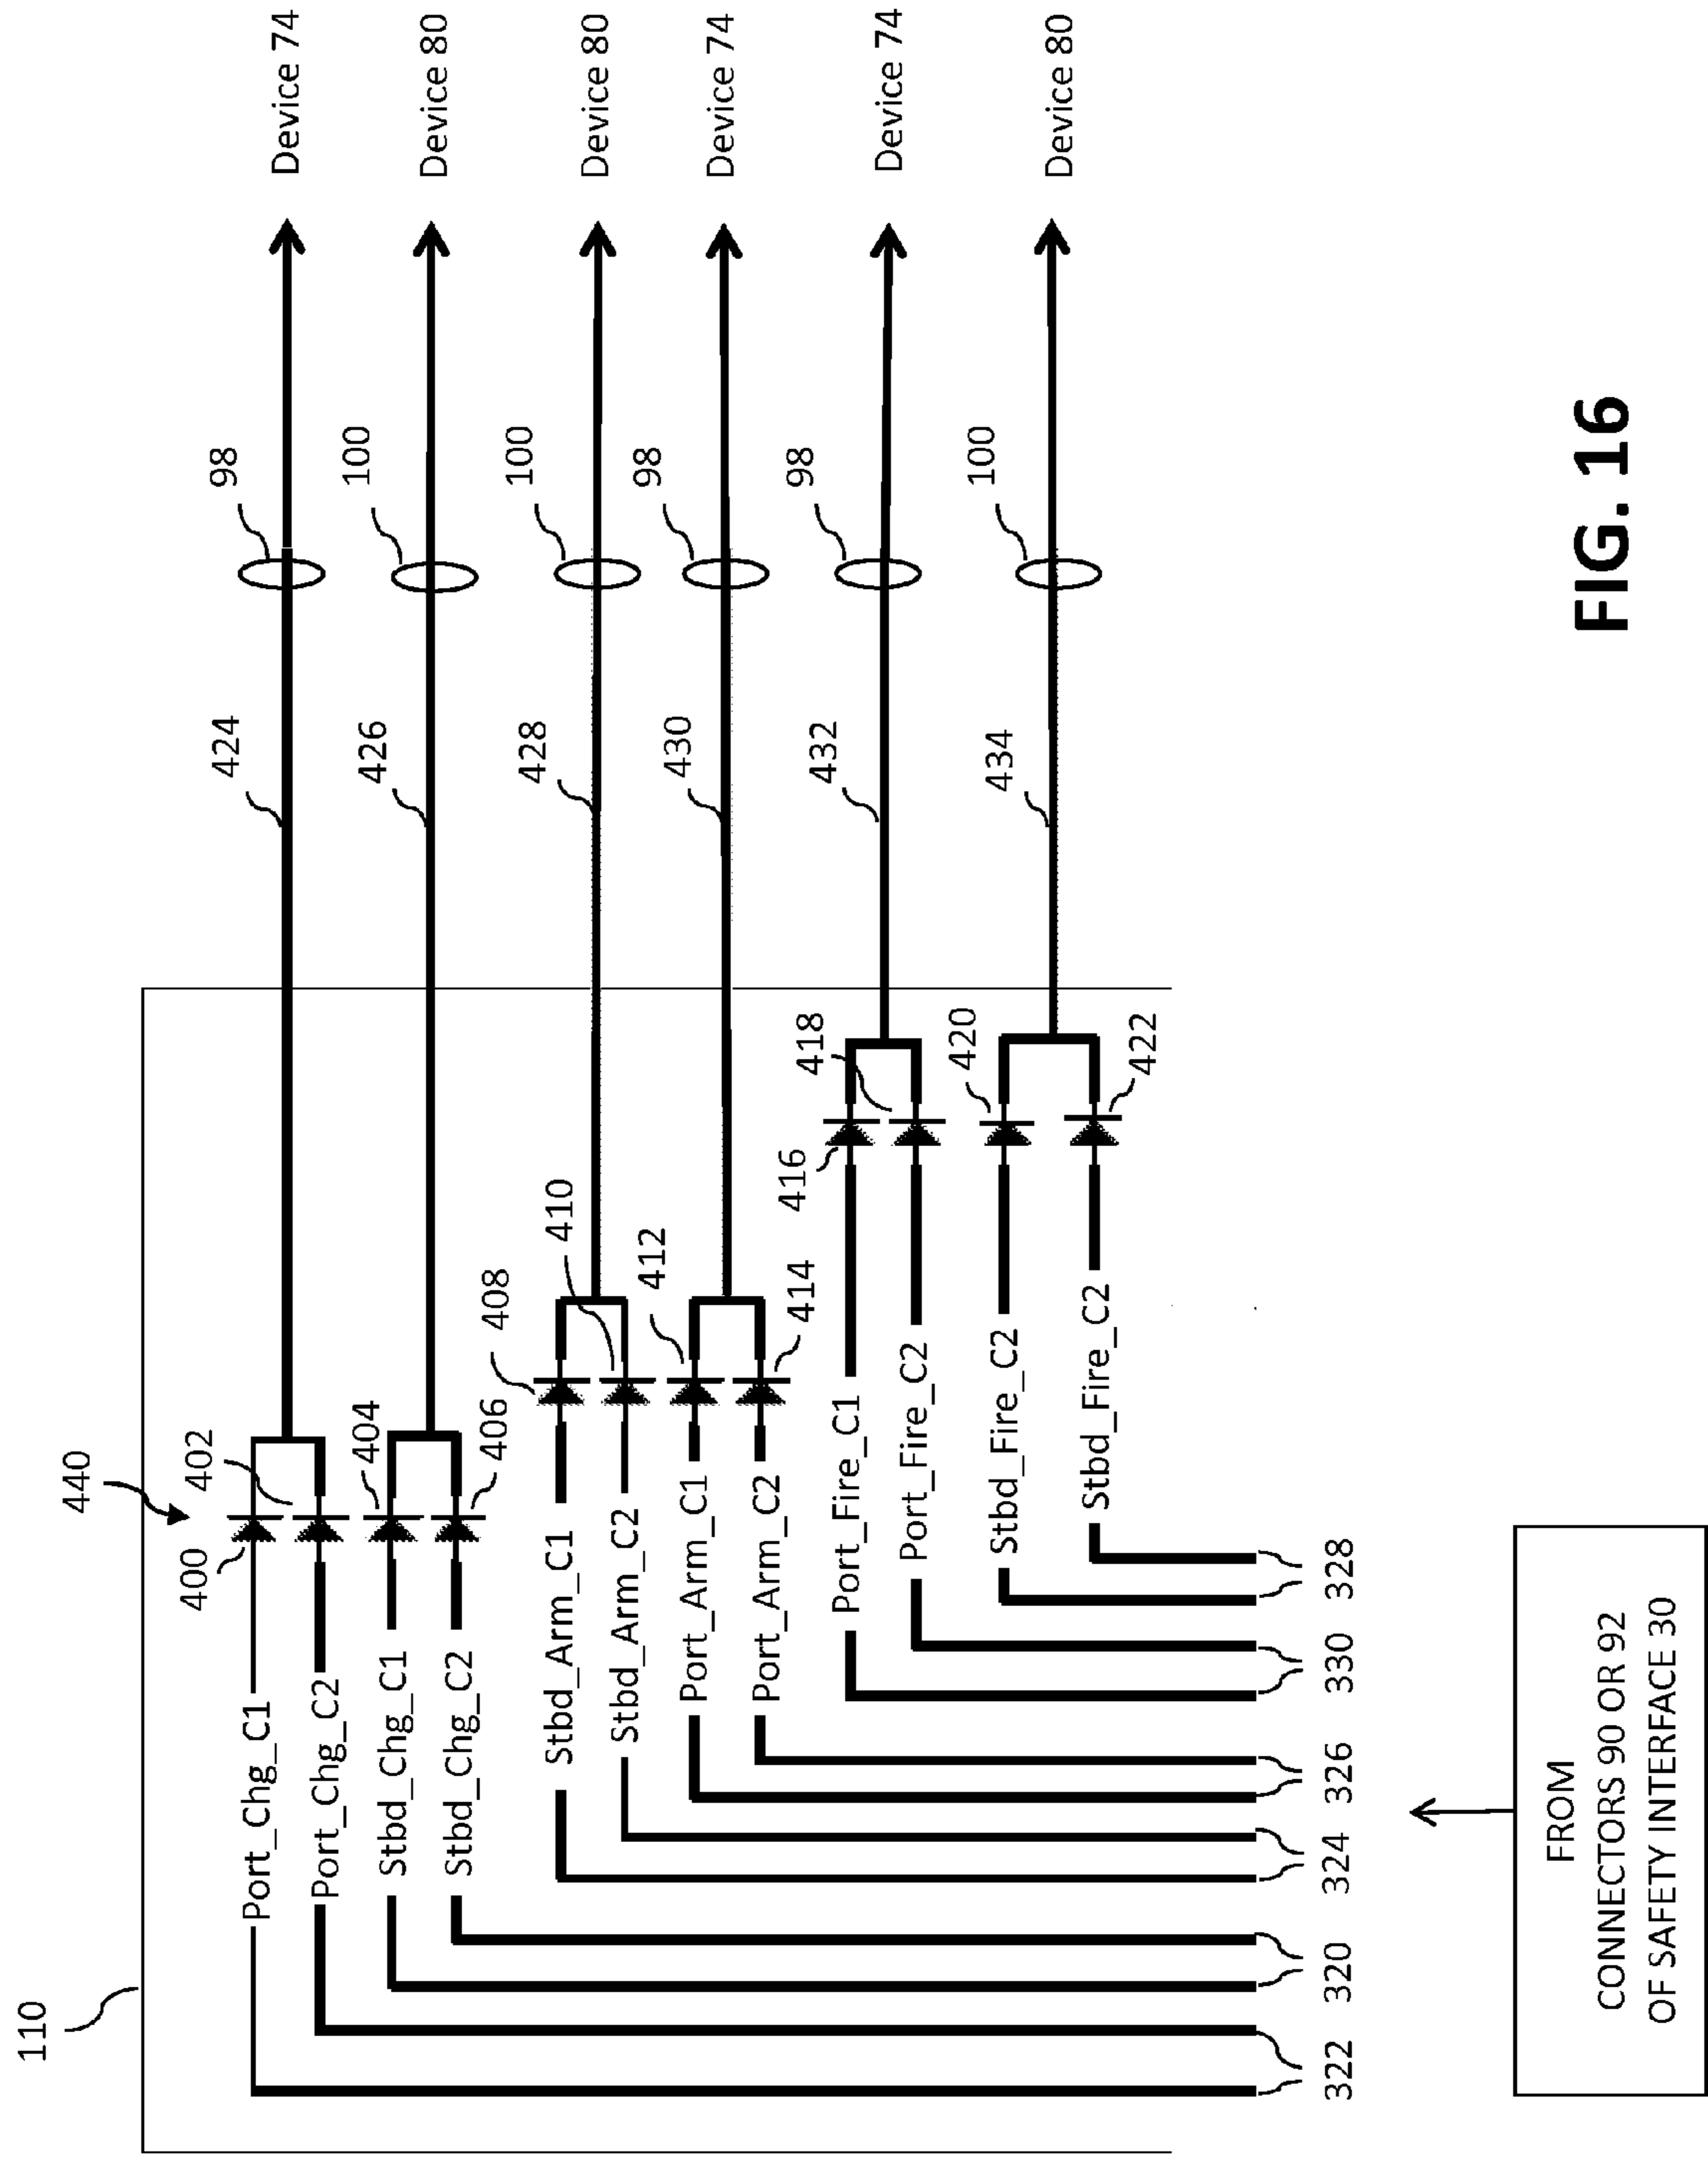 110
440
400
402
404
406
408
410
412
414
416
418
420
422
Port_Chg_C1
Port_Chg_C2
Stbd_Chg_C1
Stbd_Chg_C2
Stbd_Arm_C1
Stbd_Arm_C2
Port_Arm_C1
Port_Arm_C2
Port_Fire_C1
Port_Fire_C2
Stbd_Fire_C2
Stbd_Fire_C2
424
98
Device 74
426
100
Device 80
428
100
Device 80
430
98
Device 74
432
98
Device 74
434
100
Device 80
322
320
324
326
330
328
FROM
CONNECTORS 90 OR 92
OF SAFETY INTERFACE 30
FIG. 16